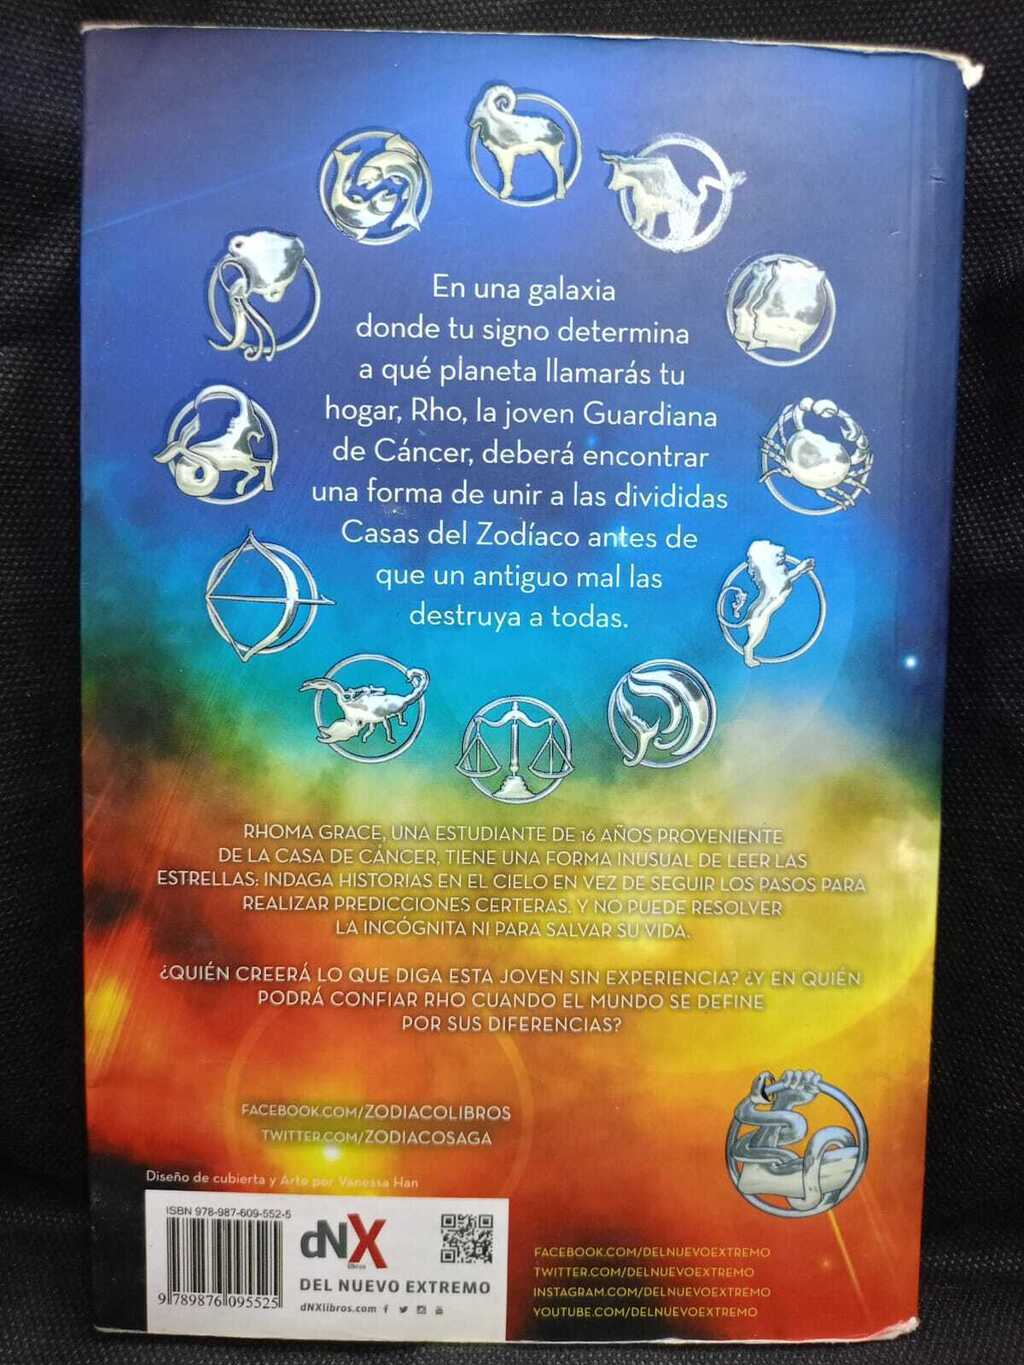 En una galaxia
donde tu signo determina
a qué planeta llamarás tu
hogar, Rho, la joven Guardiana
de Cáncer, deberá encontrar
una forma de unir a las divididas
Casas del Zodíaco antes de
que un antiguo mal las
destruya a todas.
RHOMA GRACE, UNA ESTUDIANTE DE 16 AÑOS PROVENIENTE
DE LA CASA DE CÁNCER, TIENE UNA FORMA INUSUAL DE LEER LAS
ESTRELLAS: INDAGA HISTORIAS EN EL CIELO EN VEZ DE SEGUIR LOS PASOS PARA
REALIZAR PREDICCIONES CERTERAS. Y NO PUEDE RESOLVER
LA INCÓGNITA NI PARA SALVAR SU VIDA.
¿QUIÉN CREERÁ LO QUE DIGA ESTA JOVEN SIN EXPERIENCIA? ¿Y EN QUIÉN
PODRÁ CONFIAR RHO CUANDO EL MUNDO SE DEFINE
POR SUS DIFERENCIAS?
FACEBOOK.COM/ZODIACOLIBROS
TWITTER.COM/ZODIACOSAGA
Diseño de cubierta y Arte por Vanessa Han
ISBN 978-987-609-552-5
9 789876 095525
dNX
libros
DEL NUEVO EXTREMO
dNXlibros.com
FACEBOOK.COM/DELNUEVOEXTREMO
TWITTER.COM/DELNUEVOEXTREMO
INSTAGRAM.COM/DELNUEVOEXTREMO
YOUTUBE.COM/DELNUEVOEXTREMO